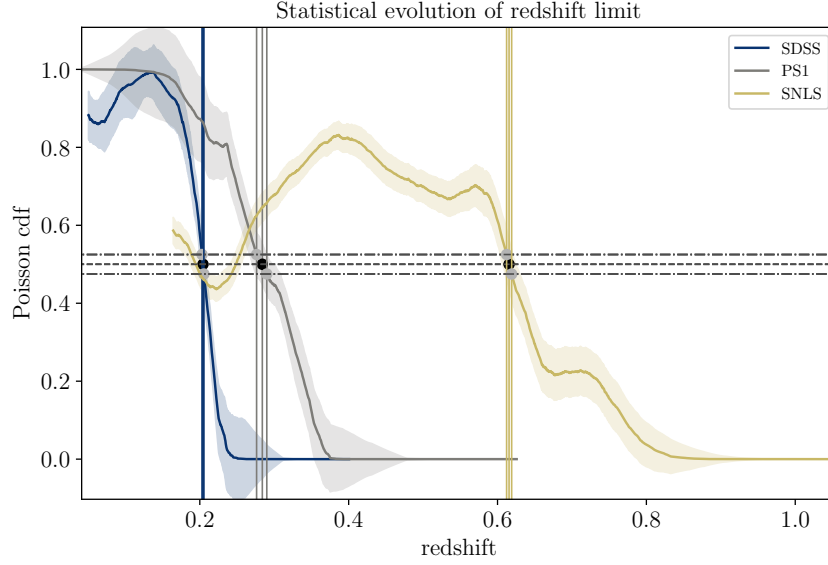 Statistical evolution of redshift limit
SDSS
PS1
SNLS
Poisson cdf
1.0
0.8
0.6
0.4
0.2
0.0
0.2
0.4
0.6
0.8
1.0
redshift